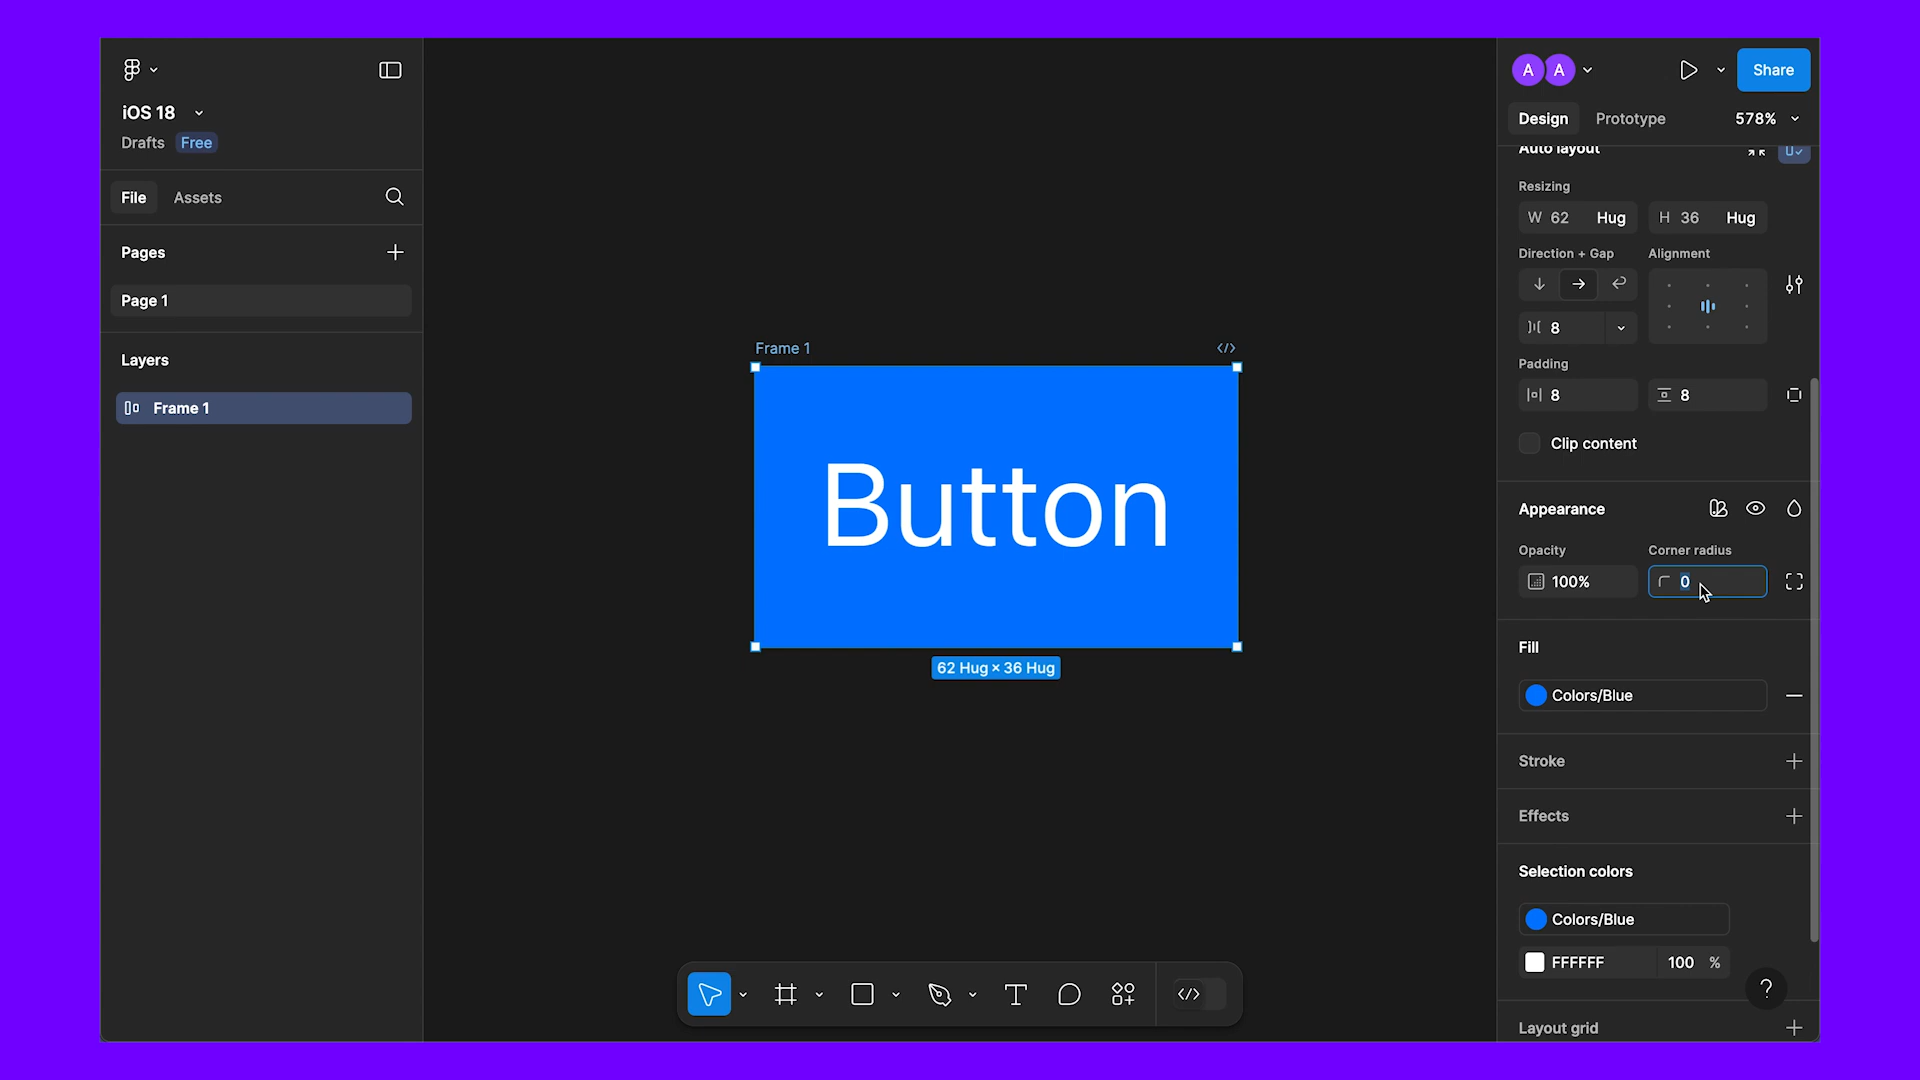 iOS 18
Drafts Free
File Assets
Pages
Page 1
Layers
Frame 1
Frame 1
Button
62 Hug × 36 Hug
A A
Share
Design Prototype 578%
Auto layout
Resizing
W 62 Hug H 36 Hug
Direction + Gap Alignment
8
Padding
8 8
Clip content
Appearance
Opacity Corner radius
100% 0
Fill
Colors/Blue
Stroke
Effects
Selection colors
Colors/Blue
FFFFFF 100 %
?
Layout grid